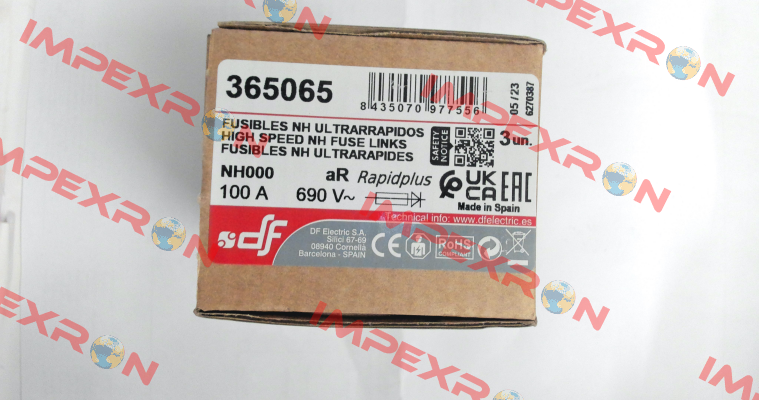 365065
8 435070 977556
05/23
6270387
FUSIBLES NH ULTRARRAPIDOS
HIGH SPEED NH FUSE LINKS
FUSIBLES NH ULTRARAPIDES
SAFETY
NOTICE
3 un.
NH000
aR Rapidplus
100 A
690 V~
UK
CA
EAC
Made in Spain
Technical info: www.dfelectric.es
df
DF Electric S.A.
Silici 67-69
08940 Cornellà
Barcelona - SPAIN
CE
RoHS
COMPLIANT
IMPEXRON
IMPEXRON
IMPEXRON
IMPEXRON
IMPEXRON
IMPEXRON
IMPEXRON